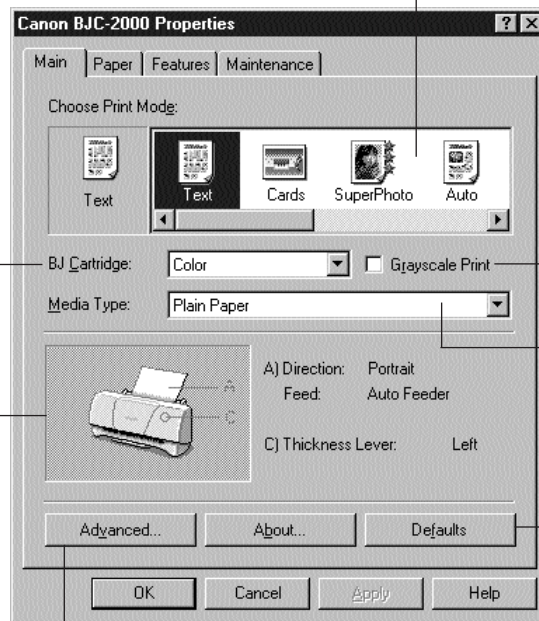 Canon BJC-2000 Properties
Main Paper Features Maintenance
Choose Print Mode:
Text Text Cards SuperPhoto Auto
BJ Cartridge: Color Grayscale Print
Media Type: Plain Paper
A) Direction: Portrait
A
Feed: Auto Feeder
C
C) Thickness Lever: Left
Advanced... About... Defaults
OK Cancel Apply Help